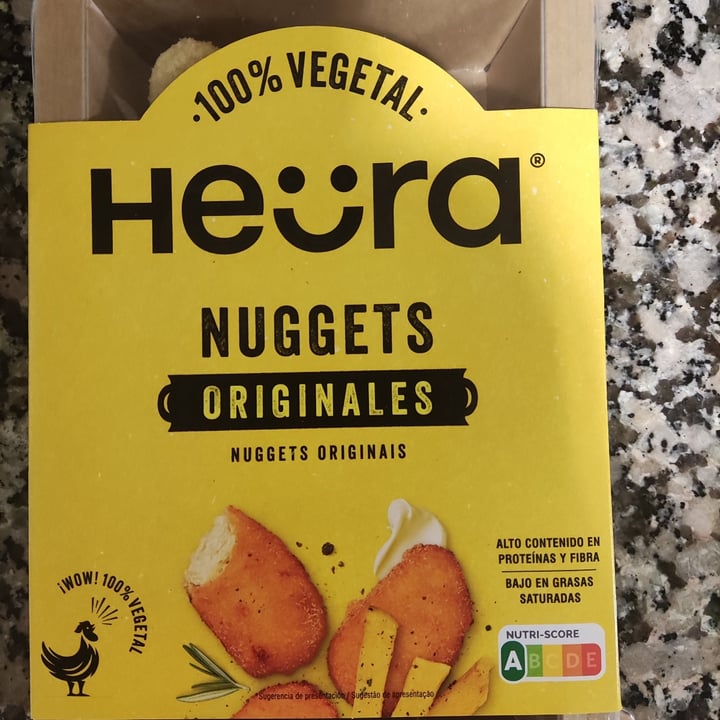 ·100% VEGETAL·
Heüra®
NUGGETS
ORIGINALES
NUGGETS ORIGINAIS
ALTO CONTENIDO EN
PROTEÍNAS Y FIBRA
BAJO EN GRASAS
SATURADAS
¡WOW! 100% VEGETAL
NUTRI-SCORE
A B C D E
*Sugerencia de presentación / Sugestão de apresentação